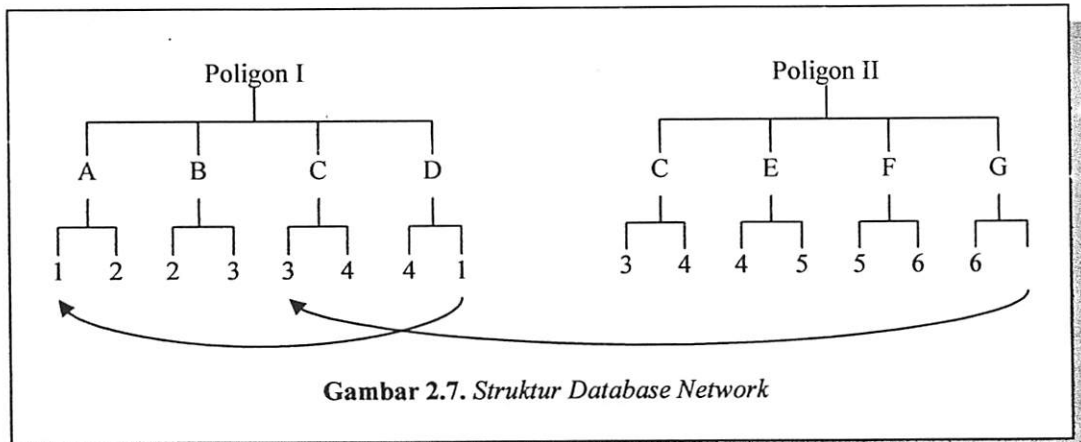 Poligon I Poligon II
A B C D C E F G
1 2 2 3 3 4 4 1 3 4 4 5 5 6 6
Gambar 2.7. Struktur Database Network